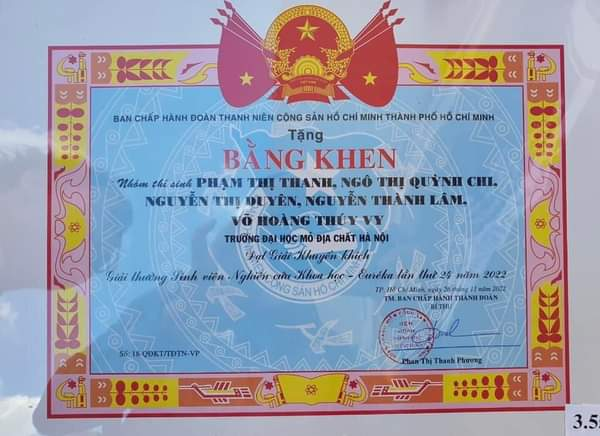 BAN CHẤP HÀNH ĐOÀN THANH NIÊN CỘNG SẢN HỒ CHÍ MINH THÀNH PHỐ HỒ CHÍ MINH
Tặng
BẰNG KHEN
Nhóm thí sinh PHẠM THỊ THANH, NGÔ THỊ QUỲNH CHI,
NGUYỄN THỊ QUYÊN, NGUYỄN THÀNH LÂM,
VÕ HOÀNG THÚY VY
TRƯỜNG ĐẠI HỌC MỎ ĐỊA CHẤT HÀ NỘI
Đạt Giải Khuyến khích
Giải thưởng Sinh viên - Nghiên cứu Khoa học - Euréka lần thứ 24 năm 2022
TP. Hồ Chí Minh, ngày 26 tháng 11 năm 2022
TM. BAN CHẤP HÀNH THÀNH ĐOÀN
BÍ THƯ
Số: 18 QĐKT/TĐTN-VP
Phan Thị Thanh Phương